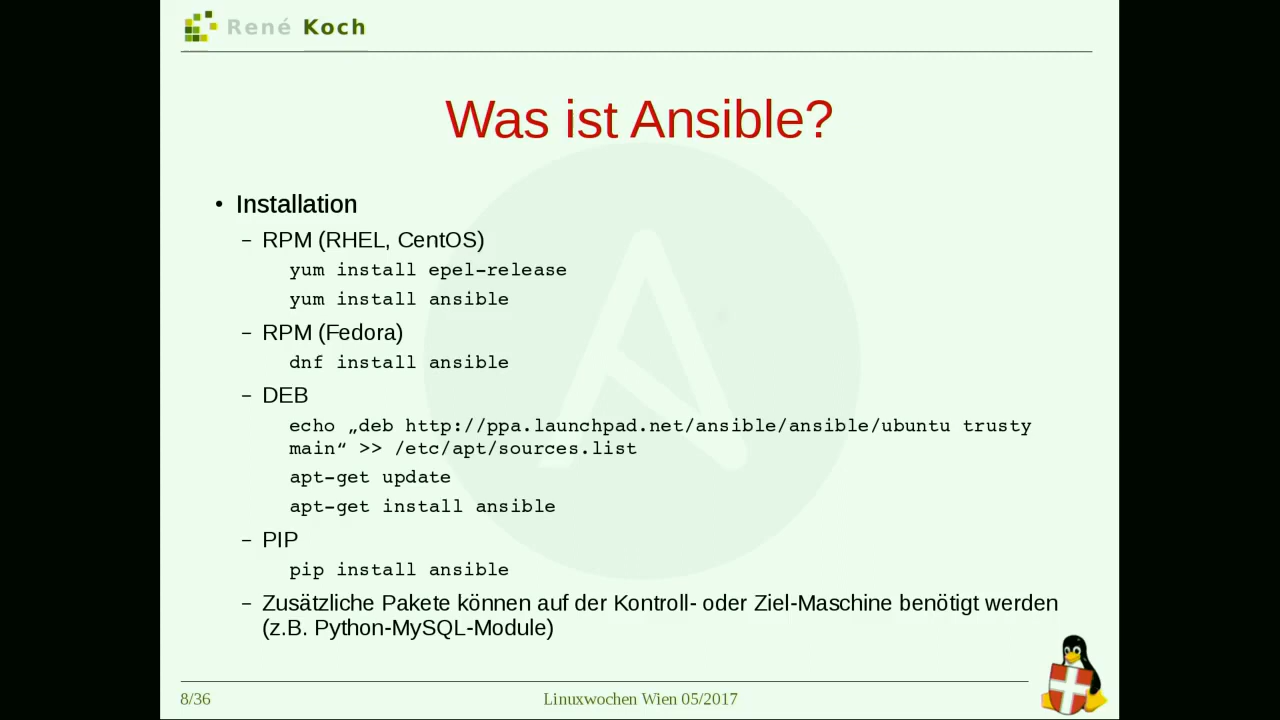 René Koch
Was ist Ansible?
• Installation
– RPM (RHEL, CentOS)
yum install epel-release
yum install ansible
– RPM (Fedora)
dnf install ansible
– DEB
echo „deb http://ppa.launchpad.net/ansible/ansible/ubuntu trusty
main“ >> /etc/apt/sources.list
apt-get update
apt-get install ansible
– PIP
pip install ansible
– Zusätzliche Pakete können auf der Kontroll- oder Ziel-Maschine benötigt werden
(z.B. Python-MySQL-Module)
8/36
Linuxwochen Wien 05/2017